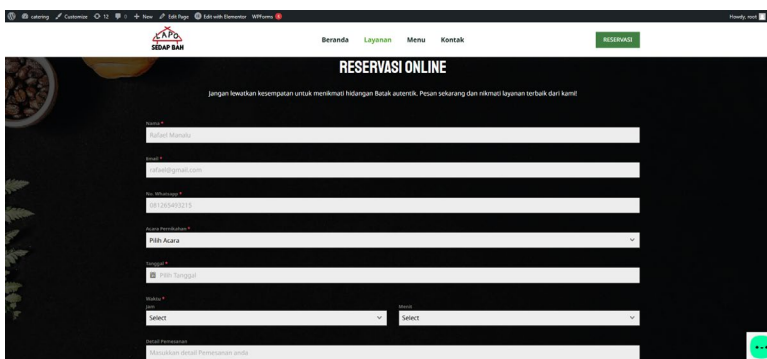 catering Customize 12 0 New Edit Page Edit with Elementor WPForms Howdy, root
LAPO
SEDAP BAH
Beranda Layanan Menu Kontak RESERVASI
RESERVASI ONLINE
Jangan lewatkan kesempatan untuk menikmati hidangan Batak autentik. Pesan sekarang dan nikmati layanan terbaik dari kami!
Nama *
Rafael Manalu
Email *
rafael@gmail.com
No. Whatsapp *
081269493215
Acara Pernikahan *
Pilih Acara
Tanggal *
Pilih Tanggal
Waktu *
Jam Menit
Select Select
Detail Pemesanan
Masukkan detail Pemesanan anda